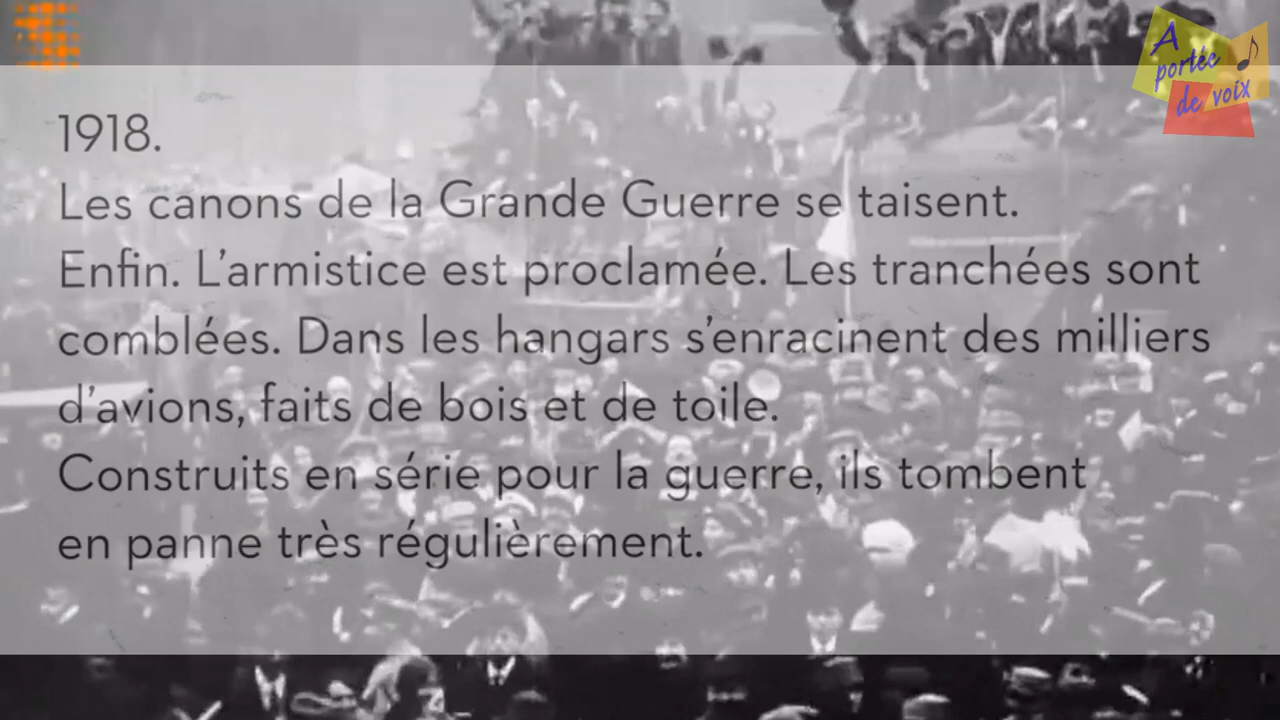 A
portée
de voix
1918.
Les canons de la Grande Guerre se taisent.
Enfin. L’armistice est proclamée. Les tranchées sont
comblées. Dans les hangars s’enracinent des milliers
d’avions, faits de bois et de toile.
Construits en série pour la guerre, ils tombent
en panne très régulièrement.